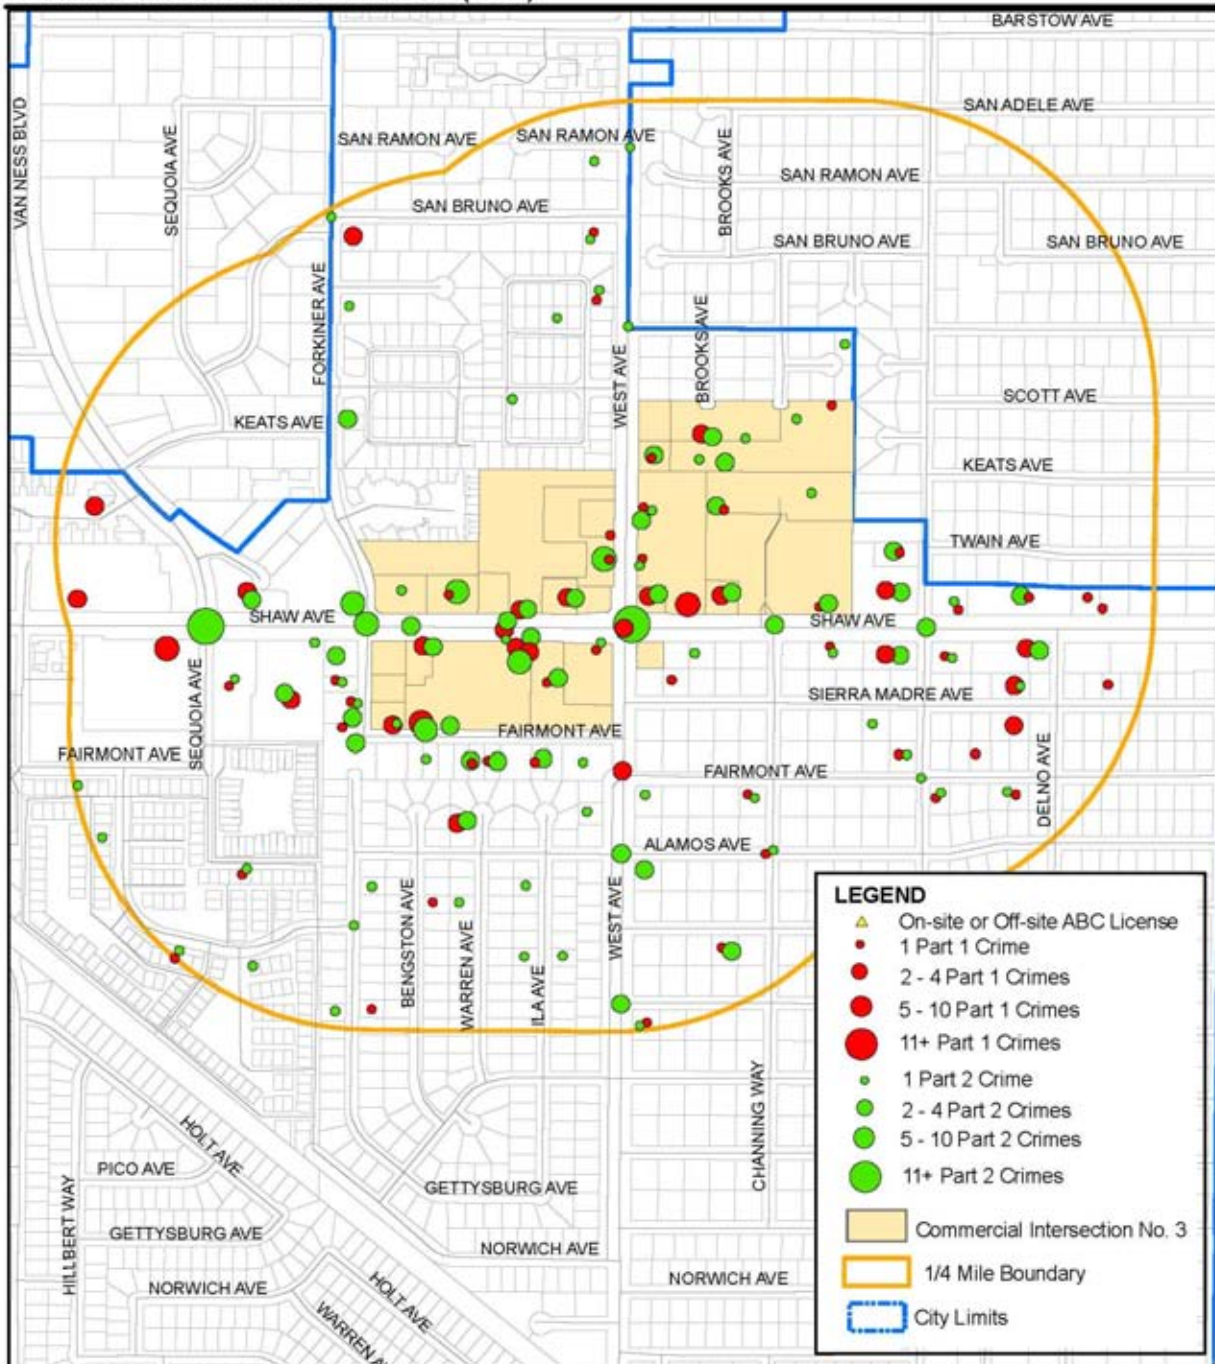 BARSTOW AVE
SAN ADELE AVE
VAN NESS BLVD
SEQUOIA AVE
SAN RAMON AVE
SAN RAMON AVE
BROOKS AVE
SAN RAMON AVE
SAN BRUNO AVE
SAN BRUNO AVE
SAN BRUNO AVE
FORKINER AVE
BROOKS AVE
WEST AVE
SCOTT AVE
KEATS AVE
KEATS AVE
TWAIN AVE
SHAW AVE
SHAW AVE
SEQUOIA AVE
SIERRA MADRE AVE
FAIRMONT AVE
FAIRMONT AVE
FAIRMONT AVE
DELNO AVE
ALAMOS AVE
BENGSTON AVE
WARREN AVE
ILA AVE
WEST AVE
LEGEND
On-site or Off-site ABC License
1 Part 1 Crime
2 - 4 Part 1 Crimes
5 - 10 Part 1 Crimes
11+ Part 1 Crimes
1 Part 2 Crime
2 - 4 Part 2 Crimes
5 - 10 Part 2 Crimes
11+ Part 2 Crimes
Commercial Intersection No. 3
1/4 Mile Boundary
City Limits
CHANNING WAY
HOLT AVE
PICO AVE
GETTYSBURG AVE
HILLBERT WAY
GETTYSBURG AVE
NORWICH AVE
NORWICH AVE
NORWICH AVE
HOLT AVE
WARREN